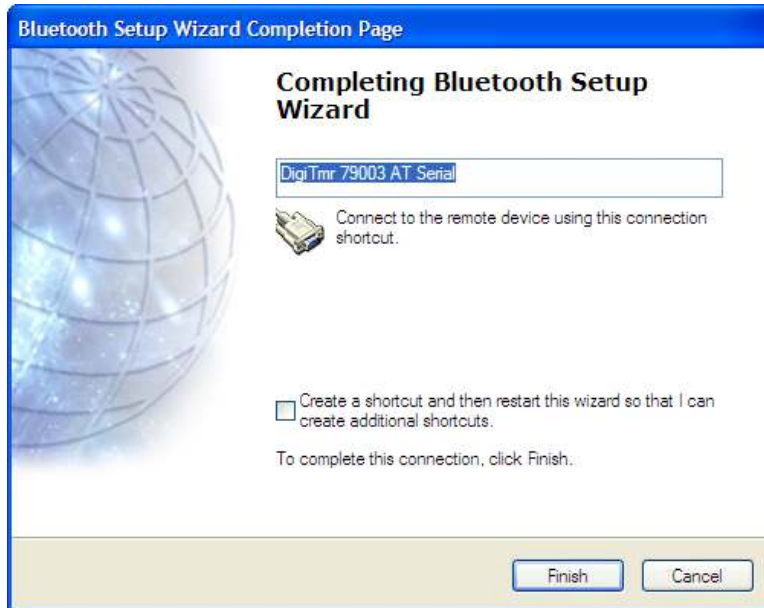 Bluetooth Setup Wizard Completion Page
Completing Bluetooth Setup
Wizard
DigiTmr 79003 AT Serial
Connect to the remote device using this connection
shortcut.
Create a shortcut and then restart this wizard so that I can
create additional shortcuts.
To complete this connection, click Finish.
Finish
Cancel